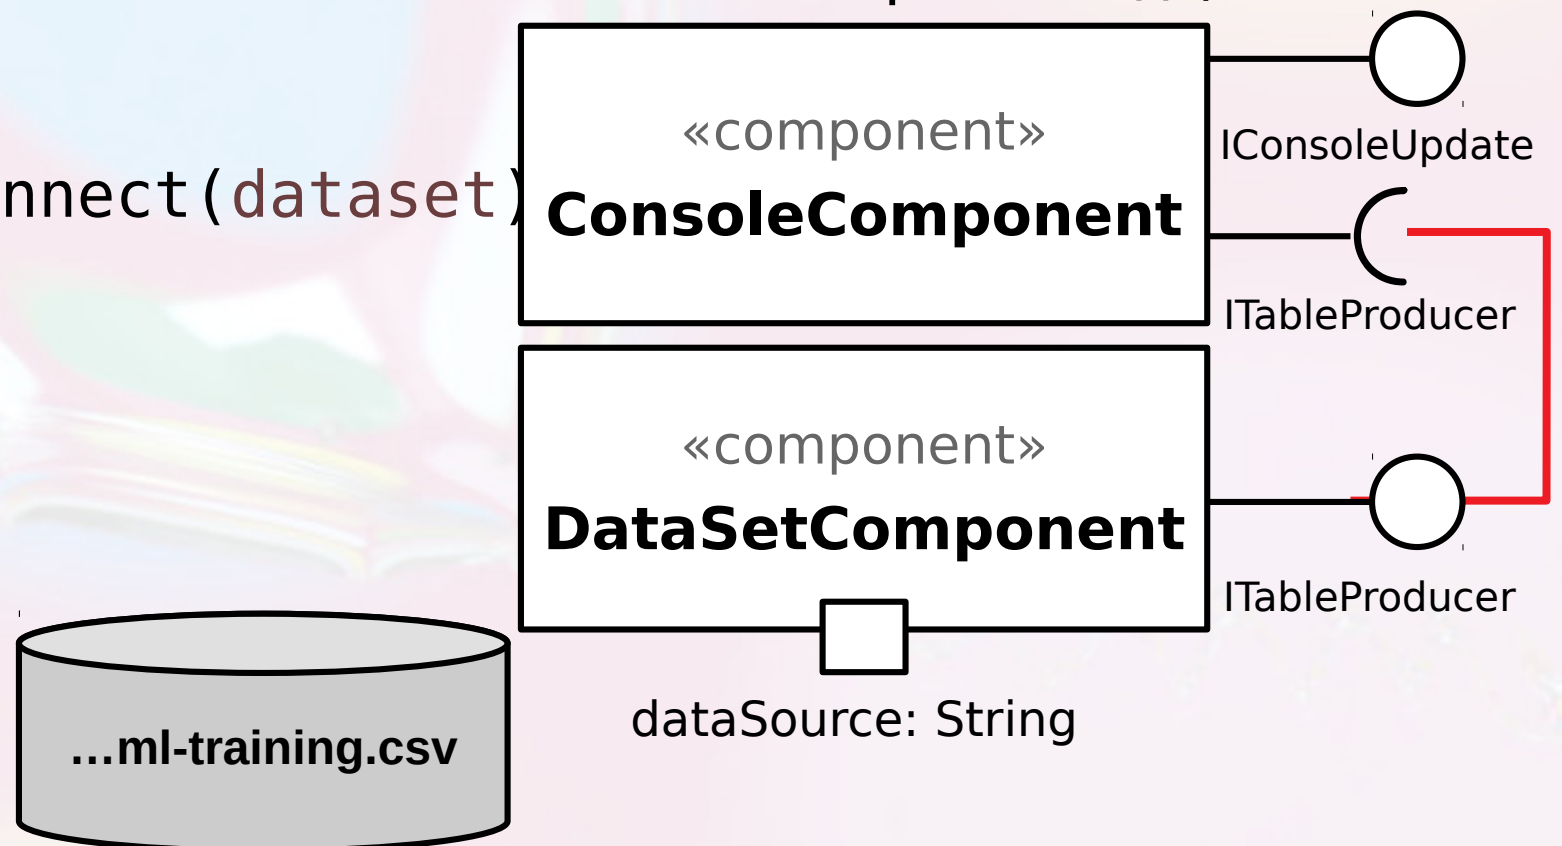 «component»
IConsoleUpdate
nnect(dataset)
ConsoleComponent
ITableProducer
«component»
DataSetComponent
ITableProducer
dataSource: String
...ml-training.csv